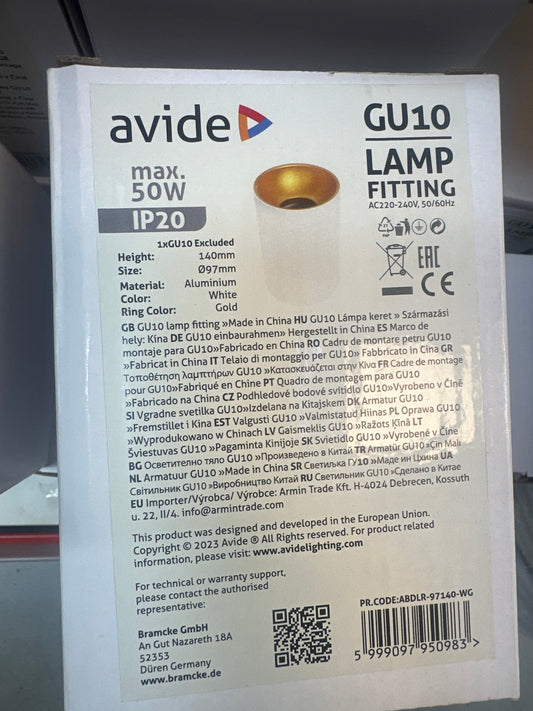 avide
GU10
LAMP
FITTING
AC220-240V, 50/60Hz
max.
50W
IP20
1xGU10 Excluded
Height: 140mm
Size: Ø97mm
Material: Aluminium
Color: White
Ring Color: Gold
EAC
CE
GB GU10 lamp fitting »Made in China HU GU10 Lámpa keret » Származási
hely: Kína DE GU10 einbaurahmen» Hergestellt in China ES Marco de
montaje para GU10»Fabricado en China RO Cadru de montare petru GU10
»Fabricat in China IT Telaio di montaggio per GU10» Fabbricato in Cina GR
Τοποθέτηση λαμπτήρων GU10 »Κατασκευάζεται στην Κίνα FR Cadre de montage
pour GU10»Fabriqué en Chine PT Quadro de montagem para GU10
»Fabricado na China CZ Podhledové bodové svítidlo GU10»Vyrobeno v Číně
SI Vgradne svetilka GU10»Izdelana na Kitajskem DK Armatur GU10
»Fremstillet i Kina EST Valgusti GU10 »Valmistatud Hiinas PL Oprawa GU10
»Wyprodukowano w Chinach LV Gaismeklis GU10 »Ražots Ķīnā LT
Šviestuvas GU10 »Pagaminta Kinijoje SK Svietidlo GU10 »Vyrobené v Číne
BG Осветително тяло GU10 »Произведено в Китай TR Armatür GU10 »Çin Mali
NL Armatuur GU10 »Made in China SR Светиљка ГУ10 »Маде ин Цхина UA
Світильник GU10 »Виробництво Китай RU Светильник GU10 »Сделано в Китае
EU Importer/Výrobca/ Výrobce: Armin Trade Kft. H-4024 Debrecen, Kossuth
u. 22, II/4. info@armintrade.com
This product was designed and developed in the European Union.
Copyright © 2023 Avide ® All Rights reserved. For product related
information, please visit: www.avidelighting.com
For technical or warranty support,
please contact the authorised
representative:
Bramcke GmbH
An Gut Nazareth 18A
52353
Düren Germany
www.bramcke.de
PR.CODE:ABDLR-97140-WG
5 999097 950983 >